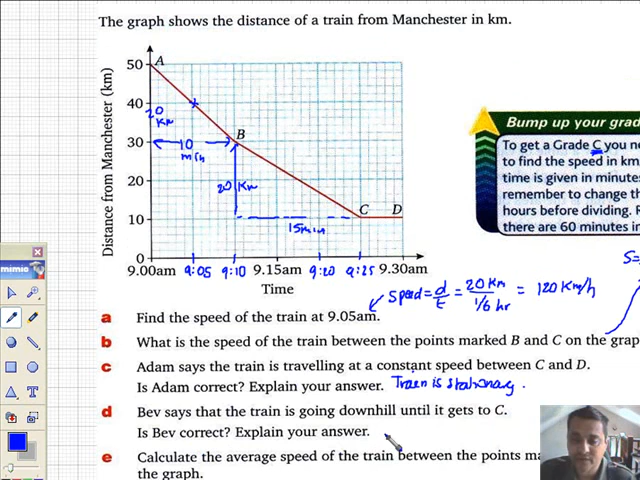 The graph shows the distance of a train from Manchester in km.
Distance from Manchester (km)
50
40
30
20
10
0
A
B
C
D
20
Km
10
min
20 Km
15min
9.00am
9:05
9:10
9.15am
9:20
9:25
9.30am
Time
Bump up your grad
To get a Grade C you ne
to find the speed in km
time is given in minutes
remember to change th
hours before dividing. R
there are 60 minutes in
S=
Speed = d/t = 20 Km / 1/6 hr = 120 Km/h
a Find the speed of the train at 9.05am.
b What is the speed of the train between the points marked B and C on the grap
c Adam says the train is travelling at a constant speed between C and D.
Is Adam correct? Explain your answer. Train is stationary.
d Bev says that the train is going downhill until it gets to C.
Is Bev correct? Explain your answer.
e Calculate the average speed of the train between the points ma
the graph.
mimio